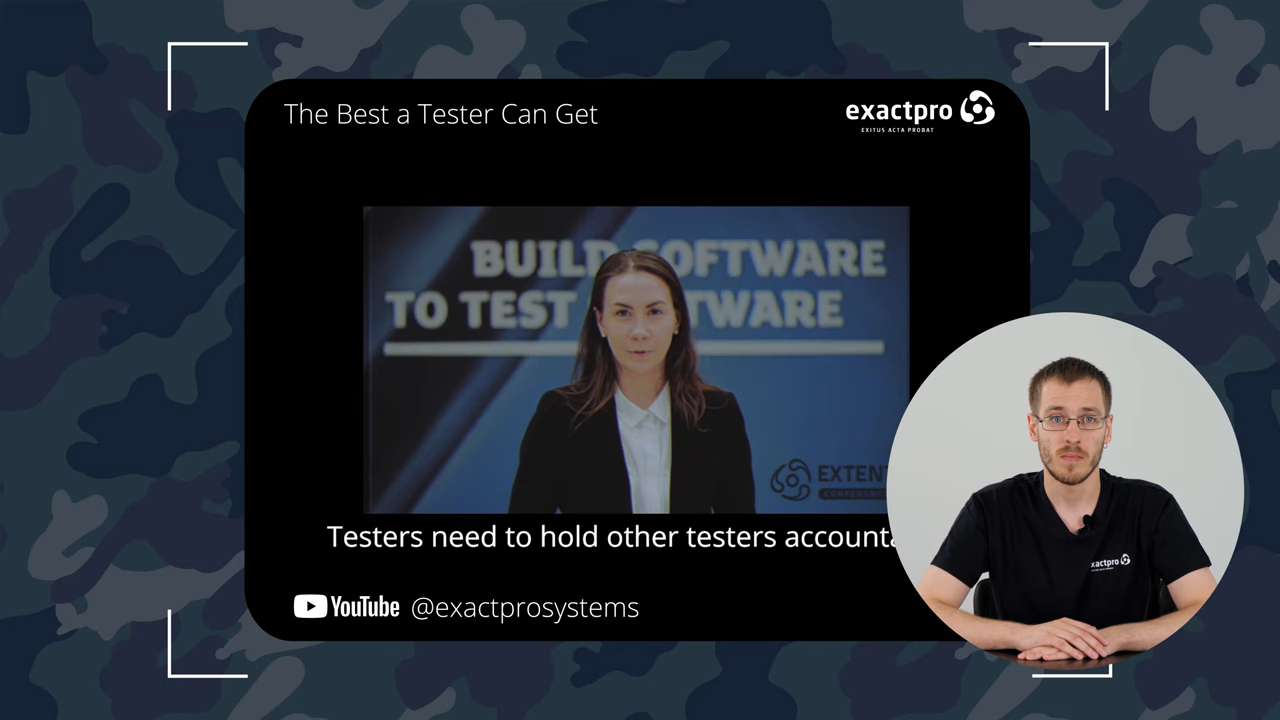 The Best a Tester Can Get
exactpro
EXITUS ACTA PROBAT
BUILD SOFTWARE
TO TEST SOFTWARE
EXTENT
Testers need to hold other testers
YouTube @exactprosystems
exactpro